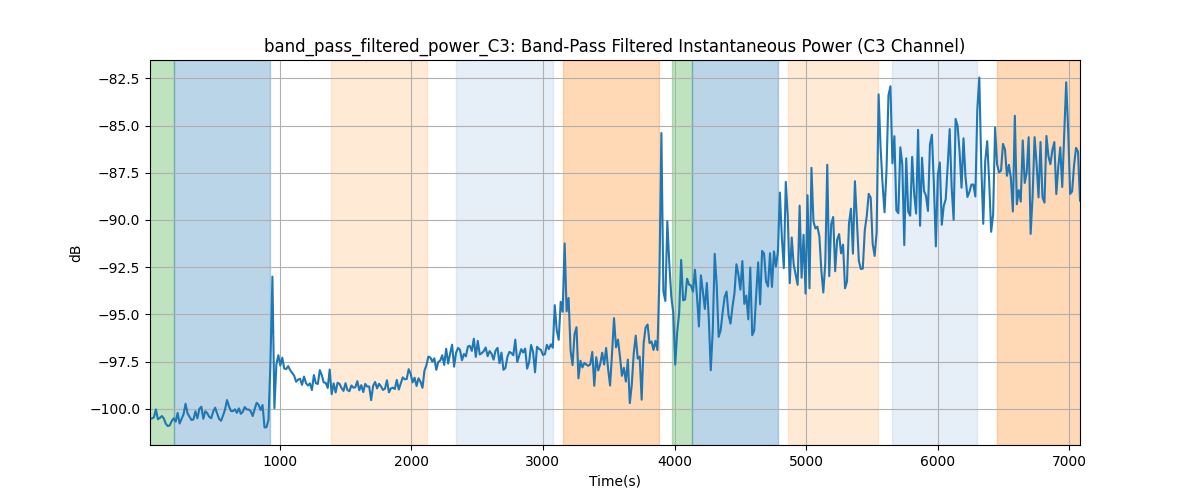 band_pass_filtered_power_C3: Band-Pass Filtered Instantaneous Power (C3 Channel)
−82.5
−85.0
−87.5
−90.0
−92.5
−95.0
−97.5
−100.0
dB
1000 2000 3000 4000 5000 6000 7000
Time(s)